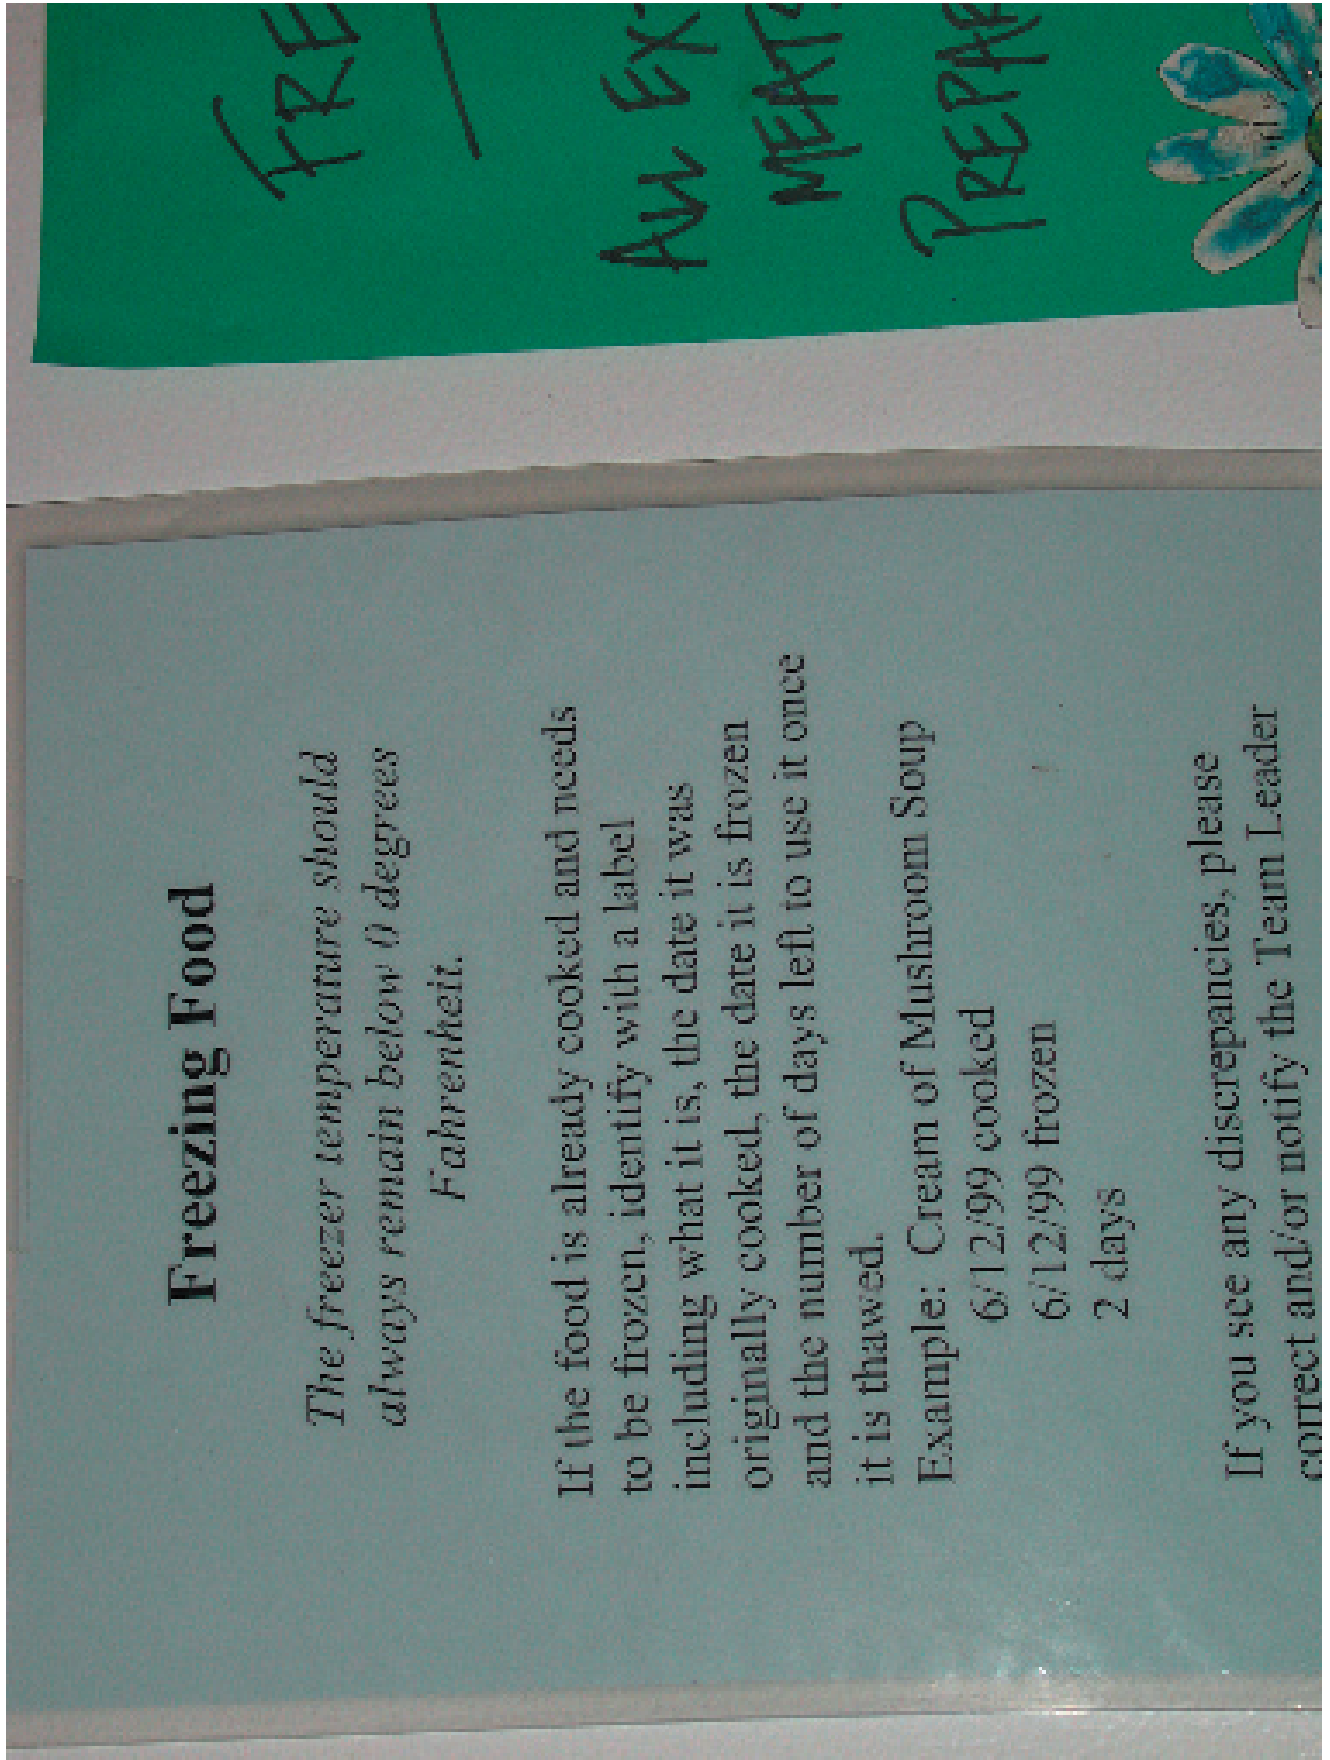 Freezing Food
The freezer temperature should
always remain below 0 degrees
Fahrenheit.
If the food is already cooked and needs
to be frozen, identify with a label
including what it is, the date it was
originally cooked, the date it is frozen
and the number of days left to use it once
it is thawed.
Example: Cream of Mushroom Soup
6/12/99 cooked
6/12/99 frozen
2 days
If you see any discrepancies, please
correct and/or notify the Team Leader
FRE
All Ex-
MEATS
PREPAR